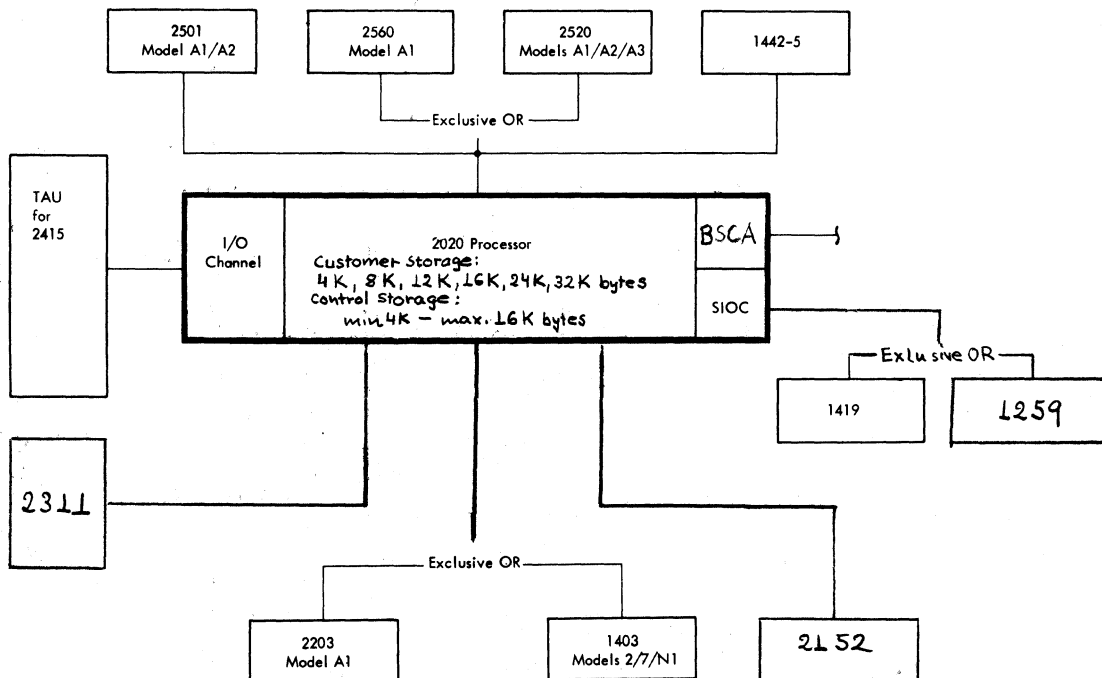 2501
Model A1/A2
2560
Model A1
2520
Models A1/A2/A3
1442-5
Exclusive OR
TAU
for
2415
I/O
Channel
2020 Processor
Customer Storage:
4K, 8K, 12K, 16K, 24K, 32K bytes
Control Storage:
min 4K - max. 16K bytes
BSCA
SIOC
Exlusive OR
1419
1259
2311
Exclusive OR
2203
Model A1
1403
Models 2/7/N1
2152